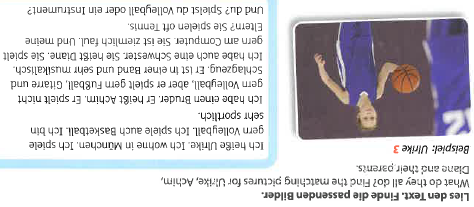 Lies den Text. Finde die passenden Bilder.
What do they all do? Find the matching pictures for Ulrike, Achim,
Diane and their parents.
Beispiel: Ulrike 3
Ich heiße Ulrike. Ich wohne in München. Ich spiele
gern Volleyball. Ich spiele auch Basketball. Ich bin
sehr sportlich.
Ich habe einen Bruder. Er heißt Achim. Er spielt nicht
gern Volleyball, aber er spielt gern Fußball, Gitarre und
Schlagzeug. Er ist in einer Band und sehr musikalisch.
Ich habe auch eine Schwester. Sie heißt Diane. Sie spielt
gern am Computer. Sie ist ziemlich faul. Und meine
Eltern? Sie spielen oft Tennis.
Und du? Spielst du Volleyball oder ein Instrument?